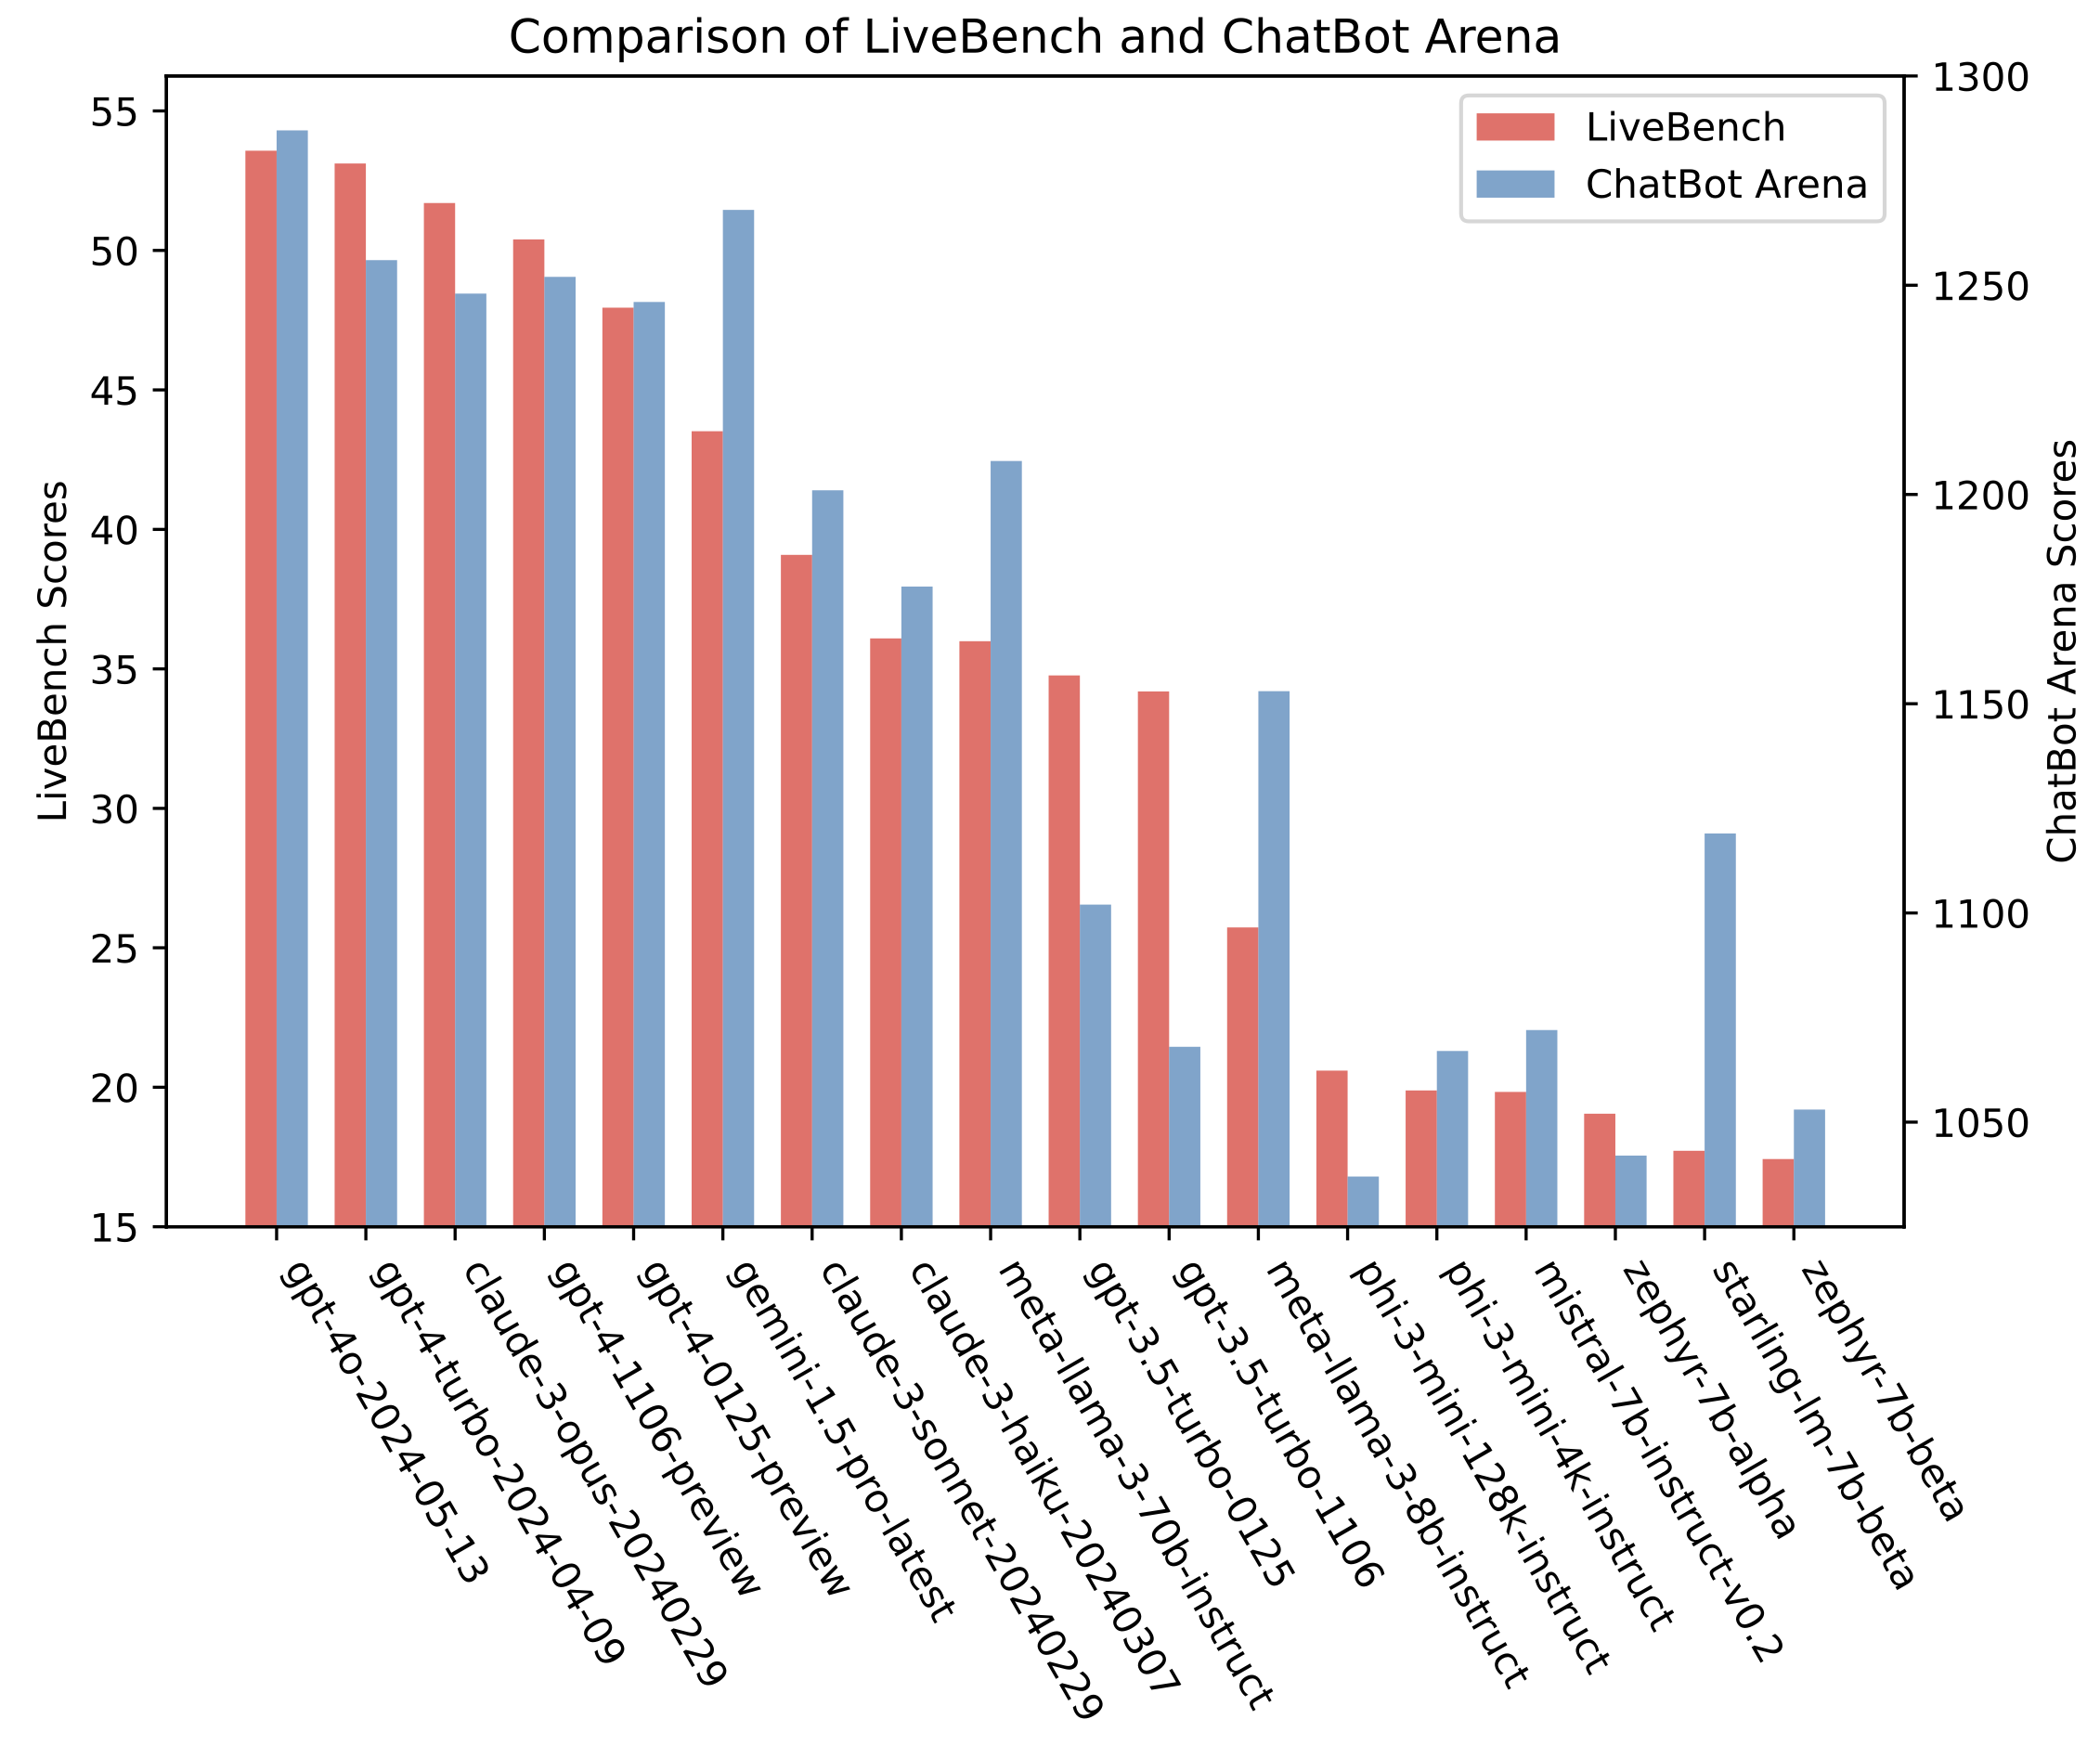 Comparison of LiveBench and ChatBot Arena
LiveBench
ChatBot Arena
LiveBench Scores
55
50
45
40
35
30
25
20
15
1300
1250
1200
1150
1100
1050
ChatBot Arena Scores
gpt-4o-2024-05-13
gpt-4-turbo-2024-04-09
claude-3-opus-20240229
gpt-4-1106-preview
gpt-4-0125-preview
gemini-1.5-pro-latest
claude-3-sonnet-20240229
claude-3-haiku-20240307
meta-llama-3-70b-instruct
gpt-3.5-turbo-0125
gpt-3.5-turbo-1106
meta-llama-3-8b-instruct
phi-3-mini-128k-instruct
phi-3-mini-4k-instruct
mistral-7b-instruct-v0.2
zephyr-7b-alpha
starling-lm-7b-beta
zephyr-7b-beta